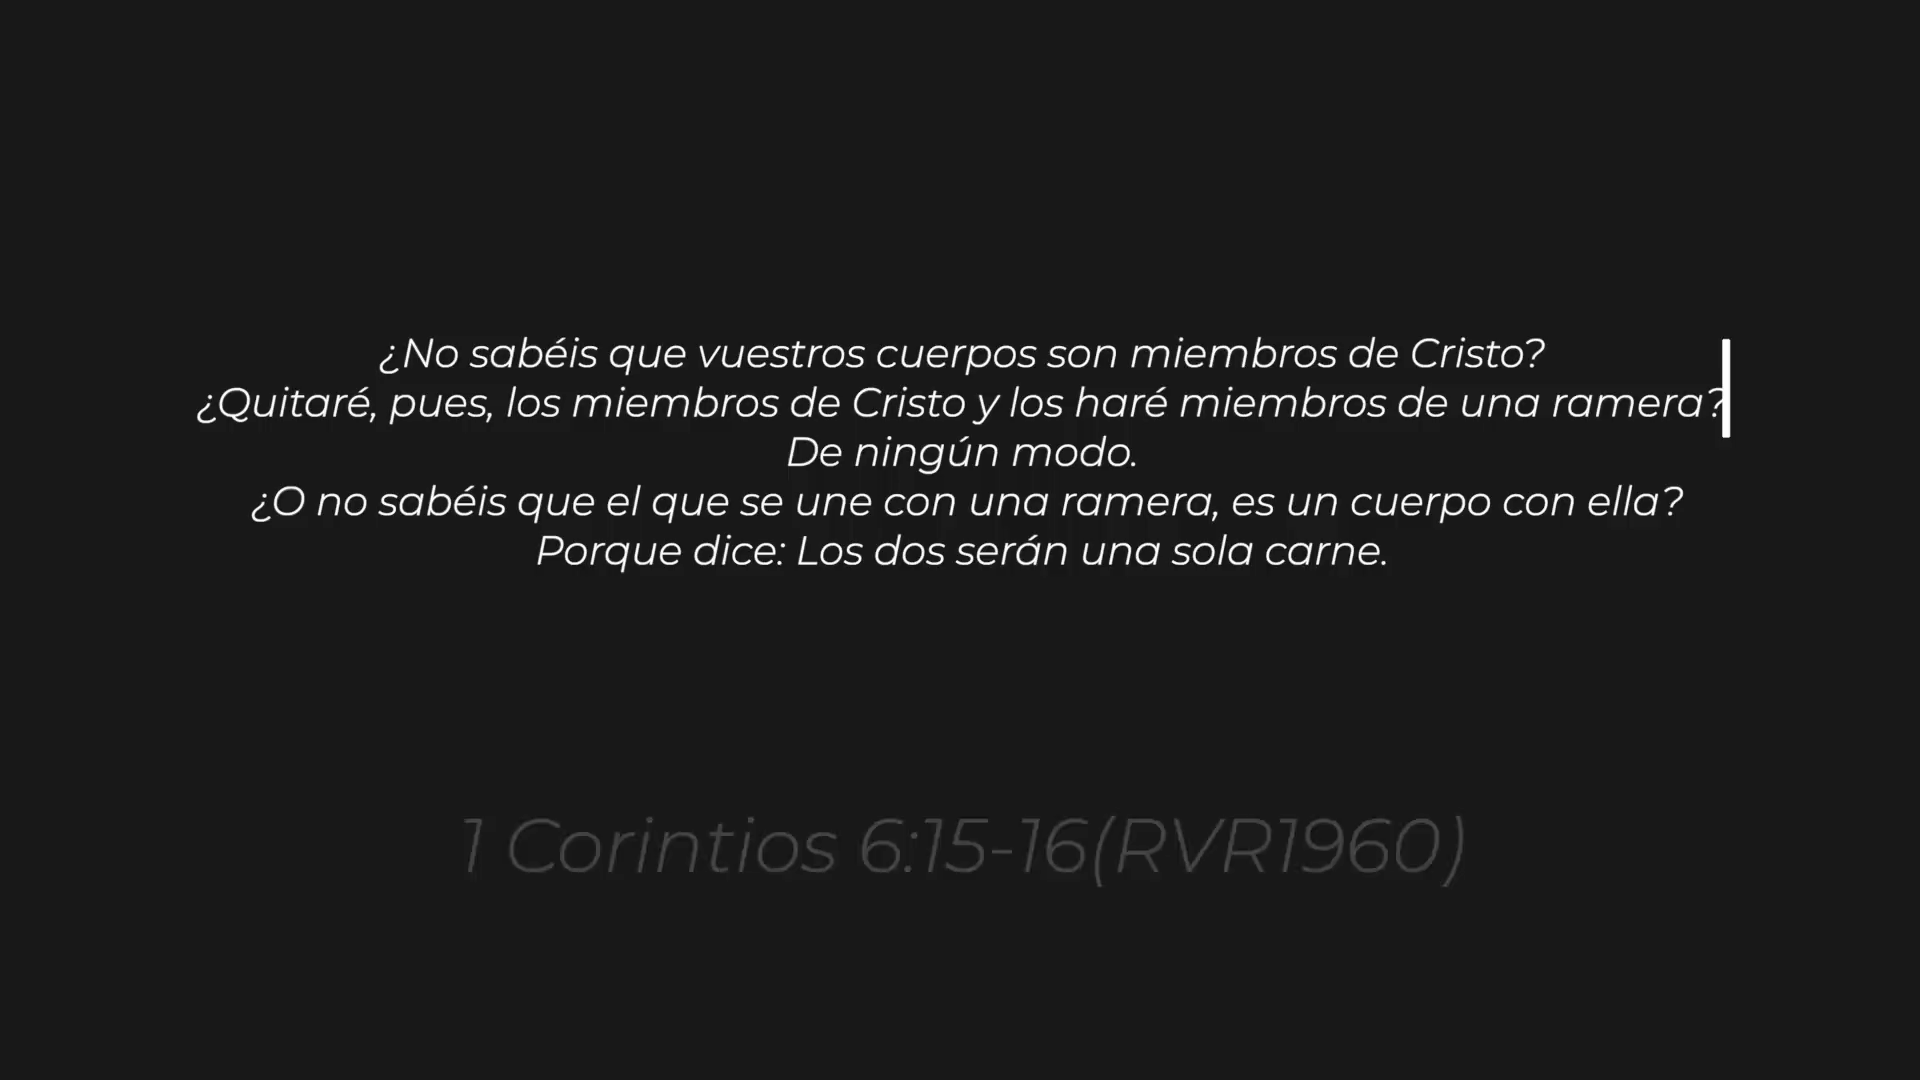 ¿No sabéis que vuestros cuerpos son miembros de Cristo?
¿Quitaré, pues, los miembros de Cristo y los haré miembros de una ramera?
De ningún modo.
¿O no sabéis que el que se une con una ramera, es un cuerpo con ella?
Porque dice: Los dos serán una sola carne.
1 Corintios 6:15-16(RVR1960)